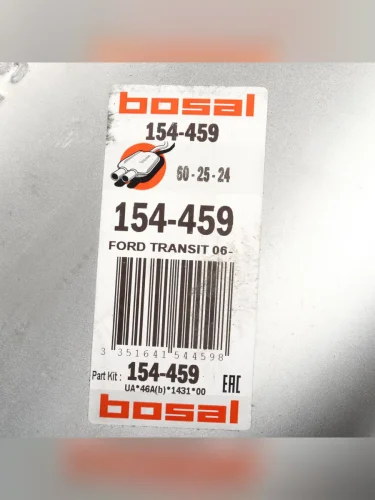 bosal
154-459
60-25-24
154-459
FORD TRANSIT 06-
3 351641 544598
Part Kit : 154-459
UA*46A(b)*1431*00
EAC
bosal